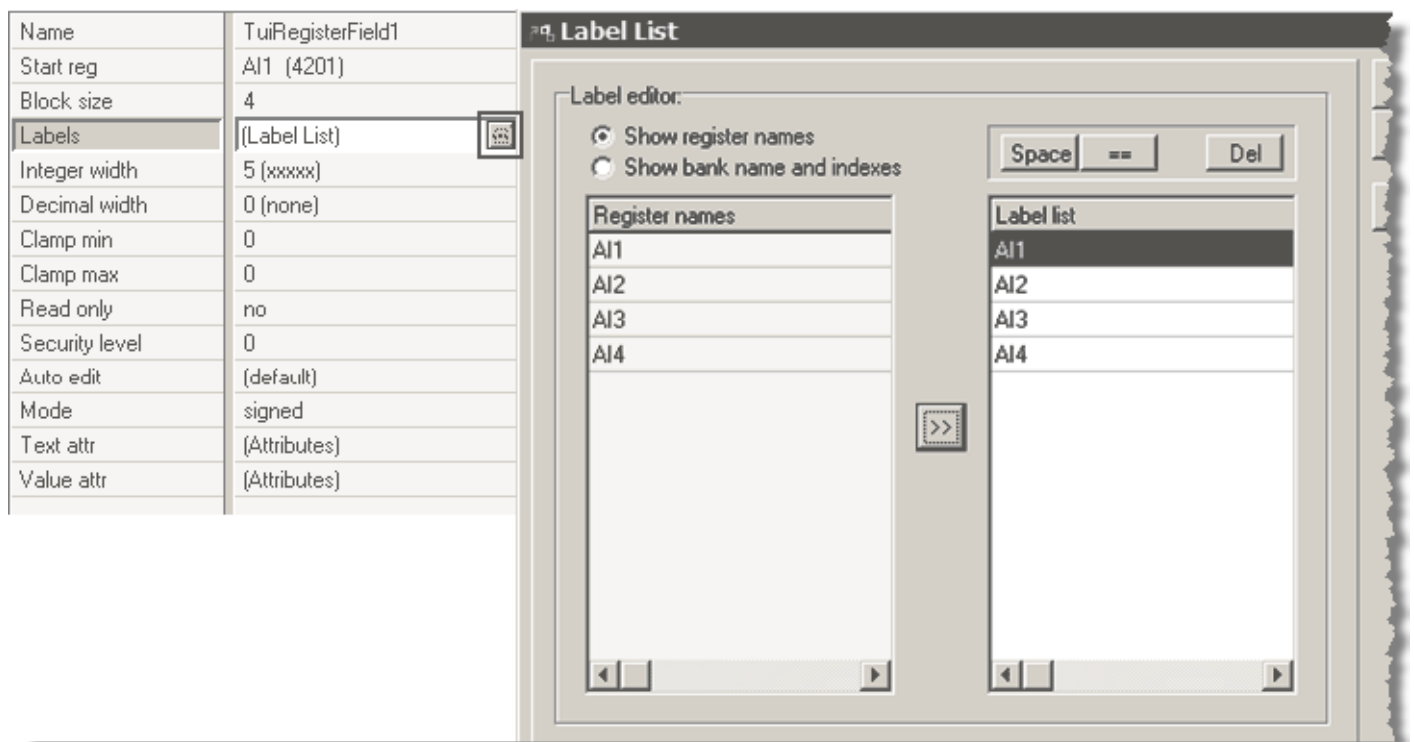 Name TuiRegisterField1
Start reg AI1 (4201)
Block size 4
Labels (Label List)
Integer width 5 (xxxxx)
Decimal width 0 (none)
Clamp min 0
Clamp max 0
Read only no
Security level 0
Auto edit (default)
Mode signed
Text attr (Attributes)
Value attr (Attributes)
Label List
Label editor:
Show register names
Show bank name and indexes
Space == Del
Register names
AI1
AI2
AI3
AI4
>>
Label list
AI1
AI2
AI3
AI4